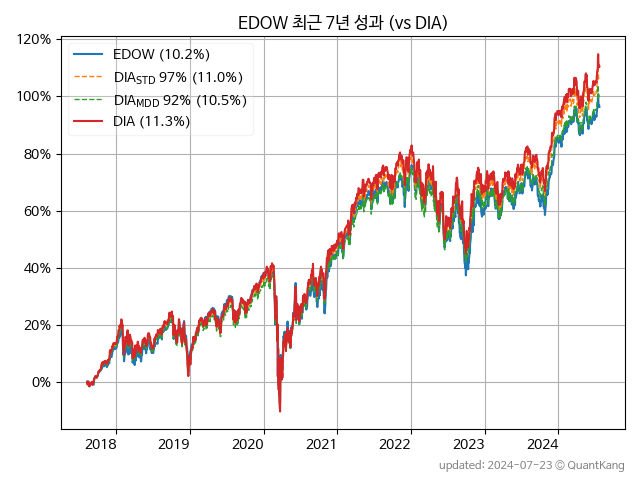 EDOW 최근 7년 성과 (vs DIA)
120%
100%
80%
60%
40%
20%
0%
EDOW (10.2%)
DIA_STD 97% (11.0%)
DIA_MDD 92% (10.5%)
DIA (11.3%)
2018 2019 2020 2021 2022 2023 2024
updated: 2024-07-23 © QuantKang